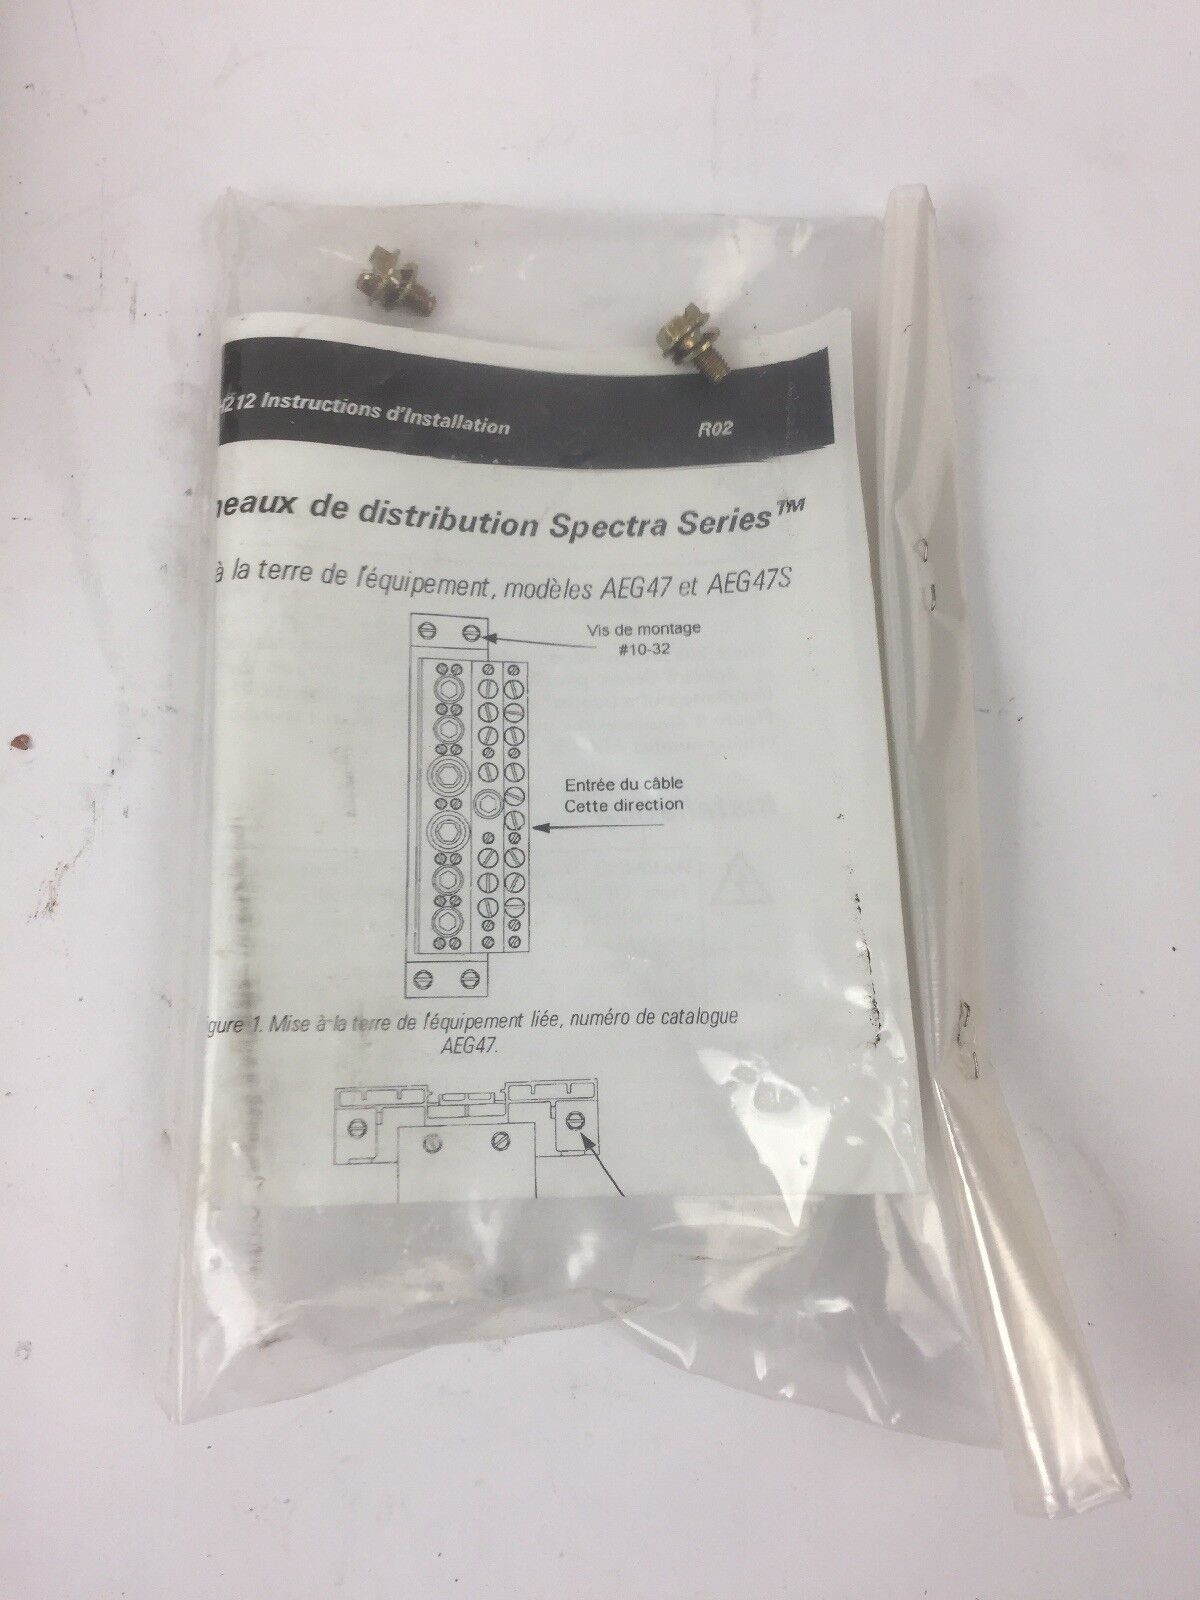 4212 Instructions d'Installation
R02
neaux de distribution Spectra Series™
à la terre de l'équipement, modèles AEG47 et AEG47S
Vis de montage
#10-32
Entrée du câble
Cette direction
igure 1. Mise à la terre de l'équipement liée, numéro de catalogue
AEG47.